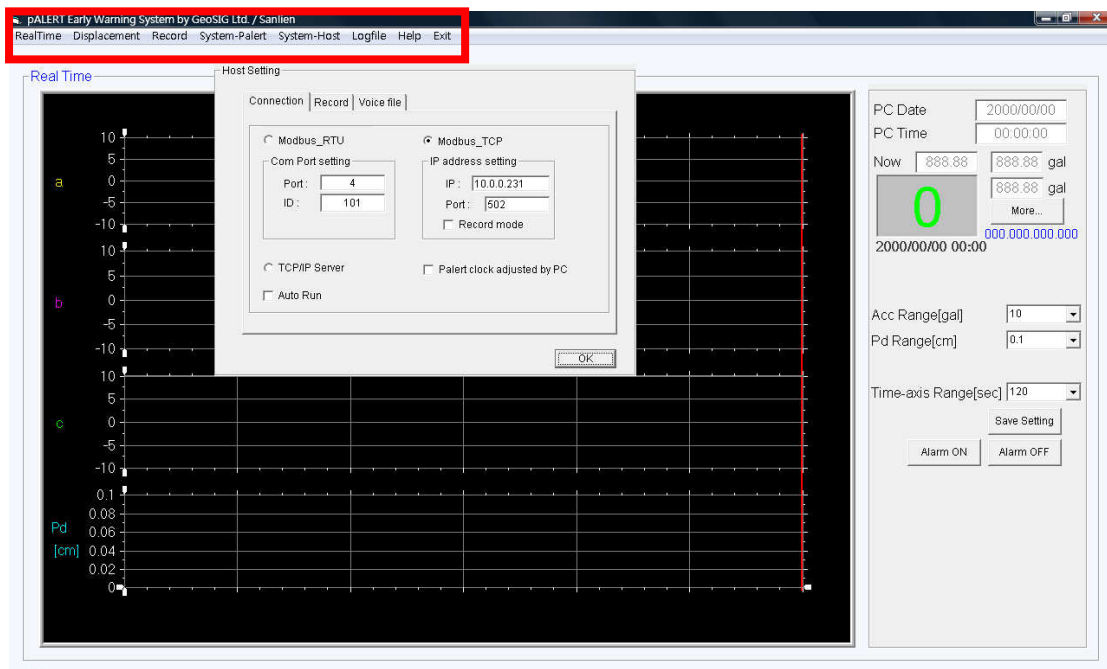 pALERT Early Warning System by GeoSIG Ltd. / Sanlien
RealTime Displacement Record System-Palert System-Host Logfile Help Exit
Real Time
Host Setting
Connection Record Voice file
Modbus_RTU
Modbus_TCP
Com Port setting
Port : 4
ID : 101
IP address setting
IP : 10.0.0.231
Port : 502
Record mode
TCP/IP Server
Palert clock adjusted by PC
Auto Run
OK
a
10
5
0
-5
-10
b
10
5
0
-5
-10
c
10
5
0
-5
-10
Pd
[cm]
0.1
0.08
0.06
0.04
0.02
0
PC Date 2000/00/00
PC Time 00:00:00
Now 888.88 888.88 gal
888.88 gal
0
More...
000.000.000.000
2000/00/00 00:00
Acc Range[gal] 10
Pd Range[cm] 0.1
Time-axis Range[sec] 120
Save Setting
Alarm ON Alarm OFF